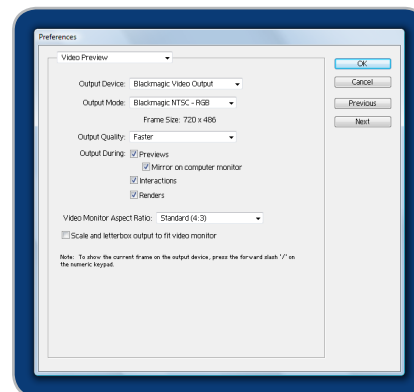 Preferences
Video Preview
OK
Cancel
Previous
Next
Output Device: Blackmagic Video Output
Output Mode: Blackmagic NTSC - RGB
Frame Size: 720 x 486
Output Quality: Faster
Output During: Previews
Mirror on computer monitor
Interactions
Renders
Video Monitor Aspect Ratio: Standard (4:3)
Scale and letterbox output to fit video monitor
Note: To show the current frame on the output device, press the forward slash '/' on
the numeric keypad.